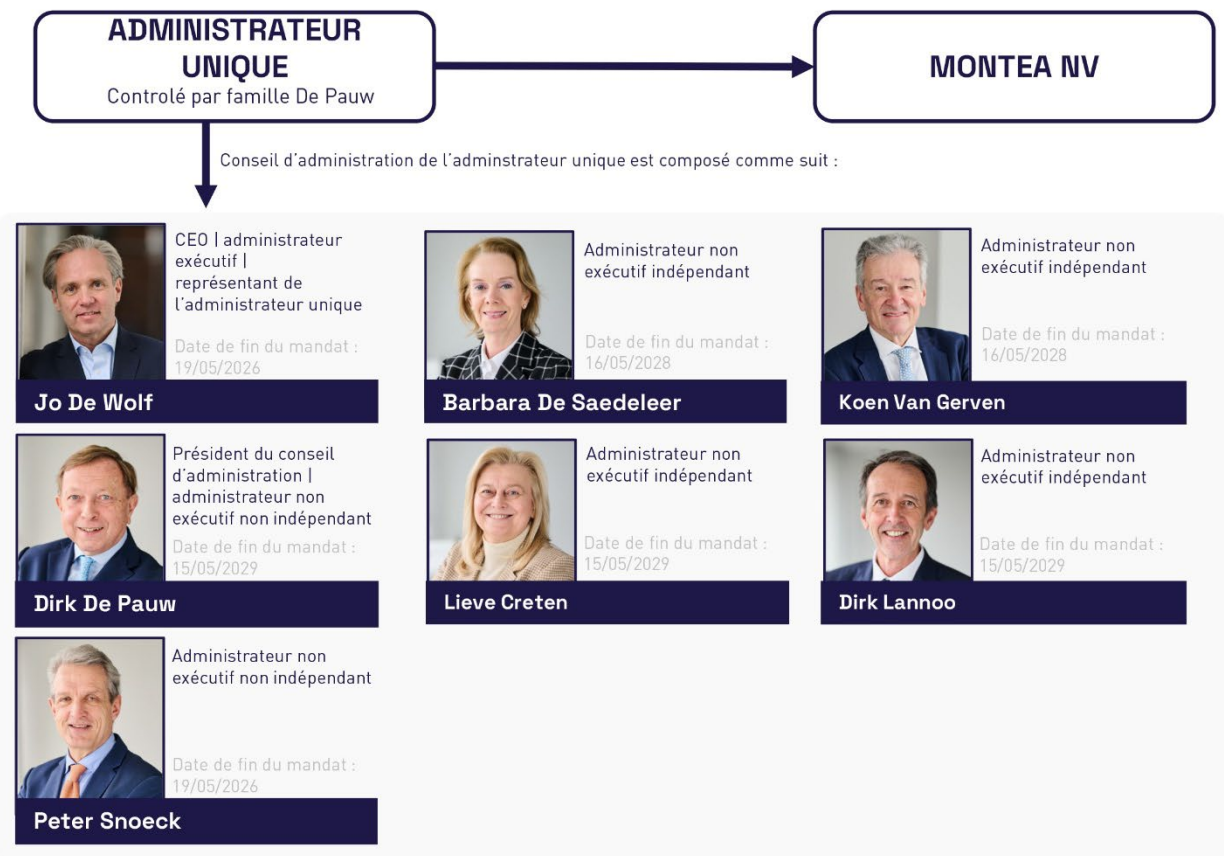 ADMINISTRATEUR
UNIQUE
Contrôlé par famille De Pauw
MONTEA NV
Conseil d'administration de l'adminstrateur unique est composé comme suit :
CEO | administrateur
exécutif |
représentant de
l'administrateur unique
Date de fin du mandat :
19/05/2026
Jo De Wolf
Administrateur non
exécutif indépendant
Date de fin du mandat :
16/05/2028
Barbara De Saedeleer
Administrateur non
exécutif indépendant
Date de fin du mandat :
16/05/2028
Koen Van Gerven
Président du conseil
d'administration |
administrateur non
exécutif non indépendant
Date de fin du mandat :
15/05/2029
Dirk De Pauw
Administrateur non
exécutif indépendant
Date de fin du mandat :
15/05/2029
Lieve Creten
Administrateur non
exécutif indépendant
Date de fin du mandat :
15/05/2029
Dirk Lannoo
Administrateur non
exécutif non indépendant
Date de fin du mandat :
19/05/2026
Peter Snoeck